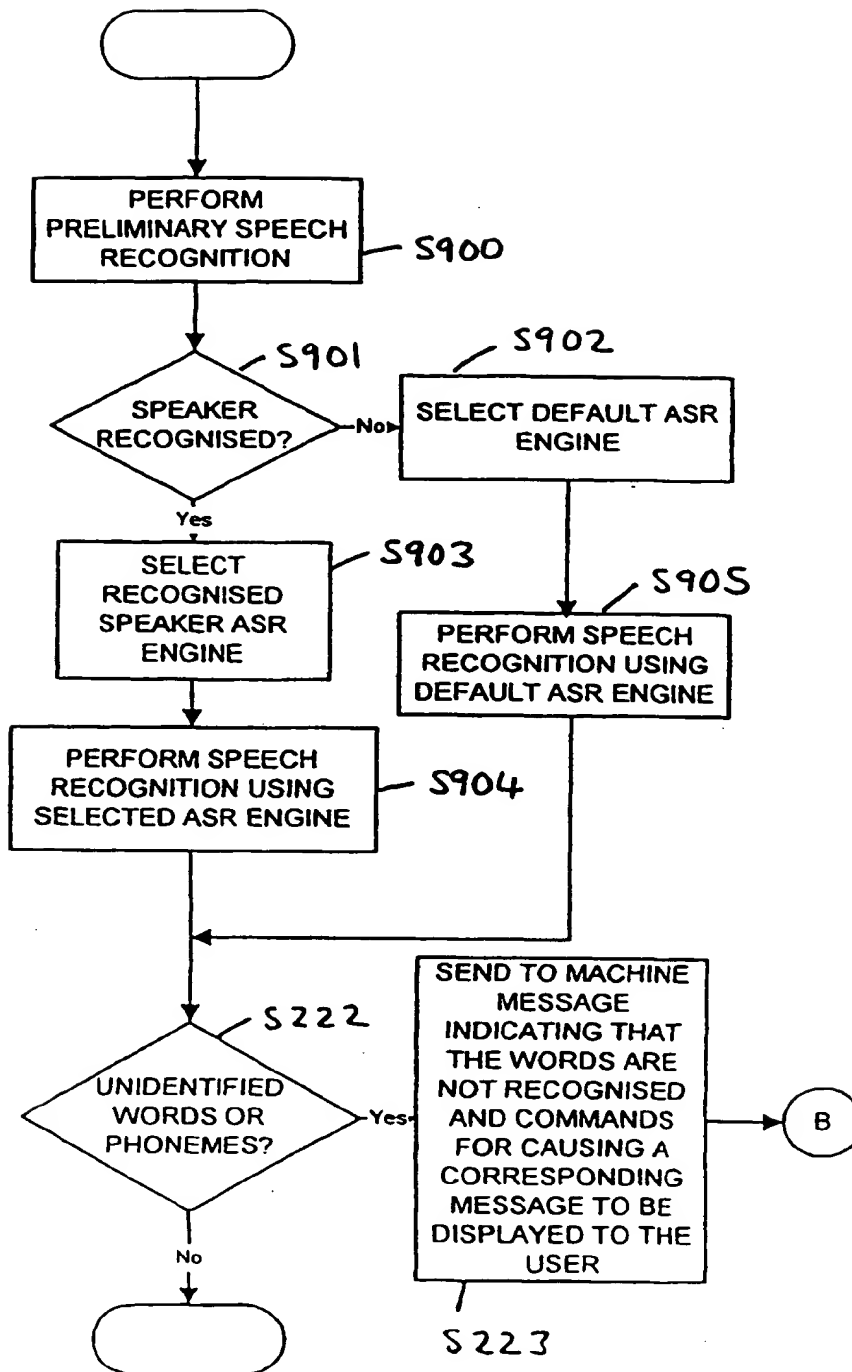 PERFORM
PRELIMINARY SPEECH
RECOGNITION
S900
S901
SPEAKER
RECOGNISED?
No
S902
SELECT DEFAULT ASR
ENGINE
Yes
S903
SELECT
RECOGNISED
SPEAKER ASR
ENGINE
S905
PERFORM SPEECH
RECOGNITION USING
DEFAULT ASR ENGINE
PERFORM SPEECH
RECOGNITION USING
SELECTED ASR ENGINE
S904
S222
UNIDENTIFIED
WORDS OR
PHONEMES?
Yes
SEND TO MACHINE
MESSAGE
INDICATING THAT
THE WORDS ARE
NOT RECOGNISED
AND COMMANDS
FOR CAUSING A
CORRESPONDING
MESSAGE TO BE
DISPLAYED TO THE
USER
B
No
S223